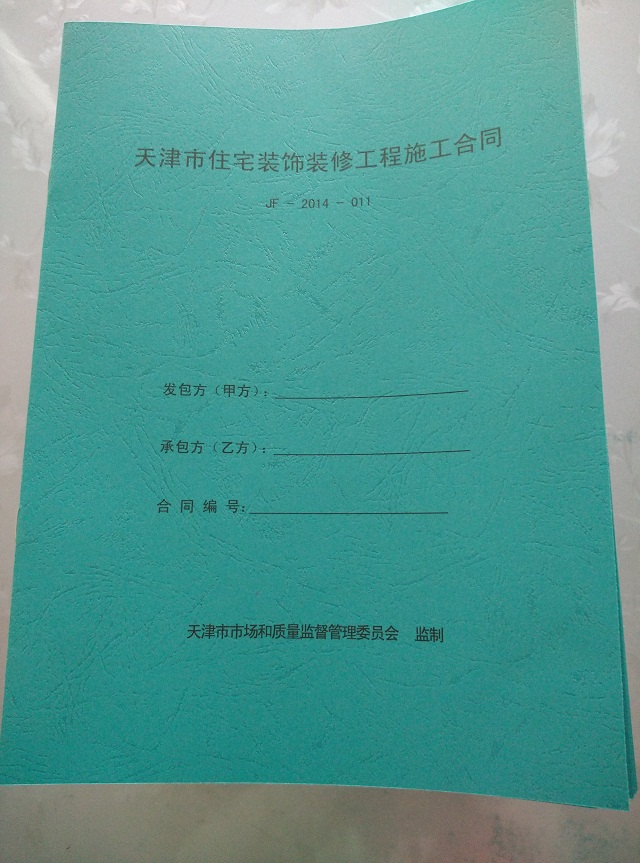 天津市住宅装饰装修工程施工合同
JF - 2014 - 011
发包方（甲方）：
承包方（乙方）：
合同编号：
天津市市场和质量监督管理委员会 监制